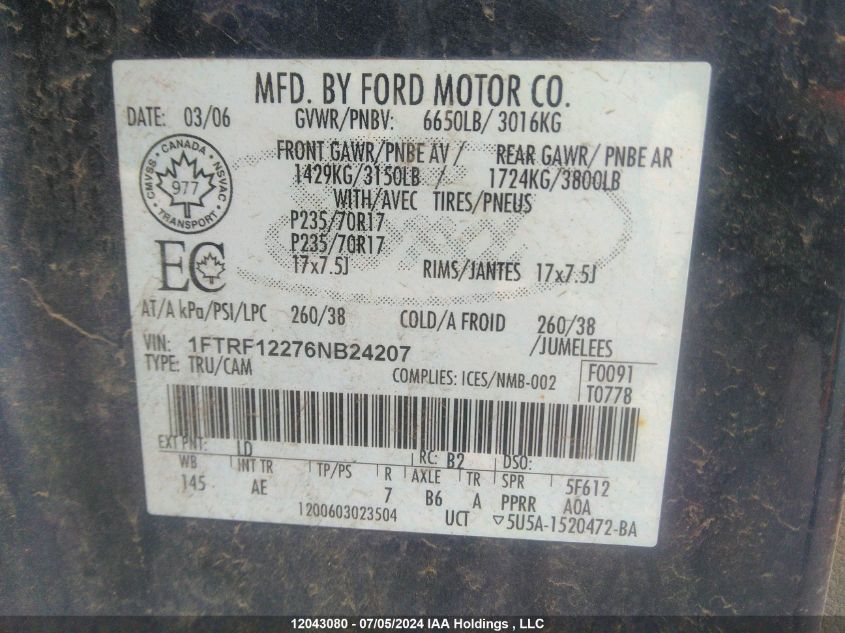 MFD. BY FORD MOTOR CO.
DATE: 03/06 GVWR/PNBV: 6650LB/ 3016KG
FRONT GAWR/PNBE AV / REAR GAWR/ PNBE AR
1429KG/3150LB / 1724KG/3800LB
WITH/AVEC TIRES/PNEUS
CMVSS · CANADA · NSVAC · TRANSPORT
977
P235/70R17
P235/70R17
EC
17x7.5J RIMS/JANTES 17x7.5J
AT/A kPa/PSI/LPC 260/38 COLD/A FROID 260/38
/JUMELEES
VIN: 1FTRF12276NB24207
TYPE: TRU/CAM COMPLIES: ICES/NMB-002 F0091
T0778
EXT PNT: LD RC: B2 DSO:
WB INT TR TP/PS R AXLE TR SPR 5F612
145 AE 7 B6 A PPRR A0A
1200603023504 UCT ▽5U5A-1520472-BA
12043080 - 07/05/2024 IAA Holdings , LLC